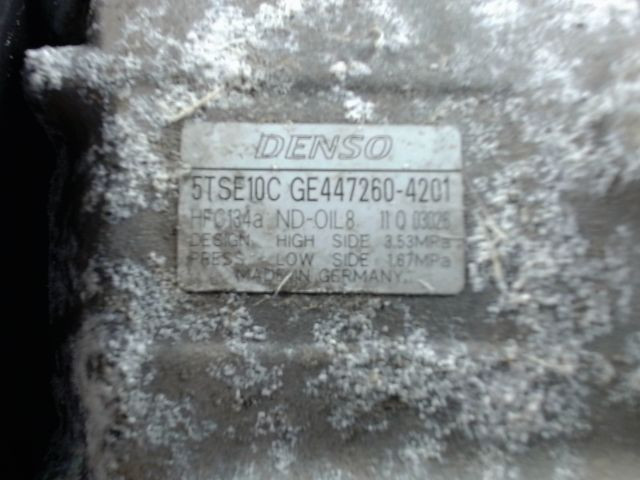 DENSO
5TSE10C GE447260-4201
HFC134a ND-OIL8 11 Q 03026
DESIGN HIGH SIDE 3.53MPa
PRESS. LOW SIDE 1.67MPa
MADE IN GERMANY